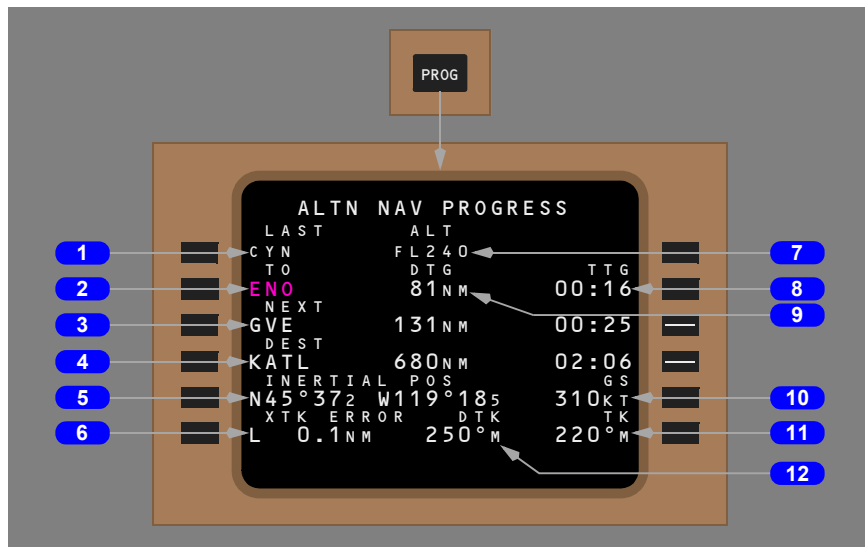 PROG
ALTN NAV PROGRESS
LAST ALT
1 CYN FL240 7
TO DTG TTG
2 ENO 81NM 00:16 8
NEXT 9
3 GVE 131NM 00:25
DEST
4 KATL 680NM 02:06
INERTIAL POS GS
5 N45°372 W119°185 310KT 10
XTK ERROR DTK TK
6 L 0.1NM 250°M 220°M 11
12